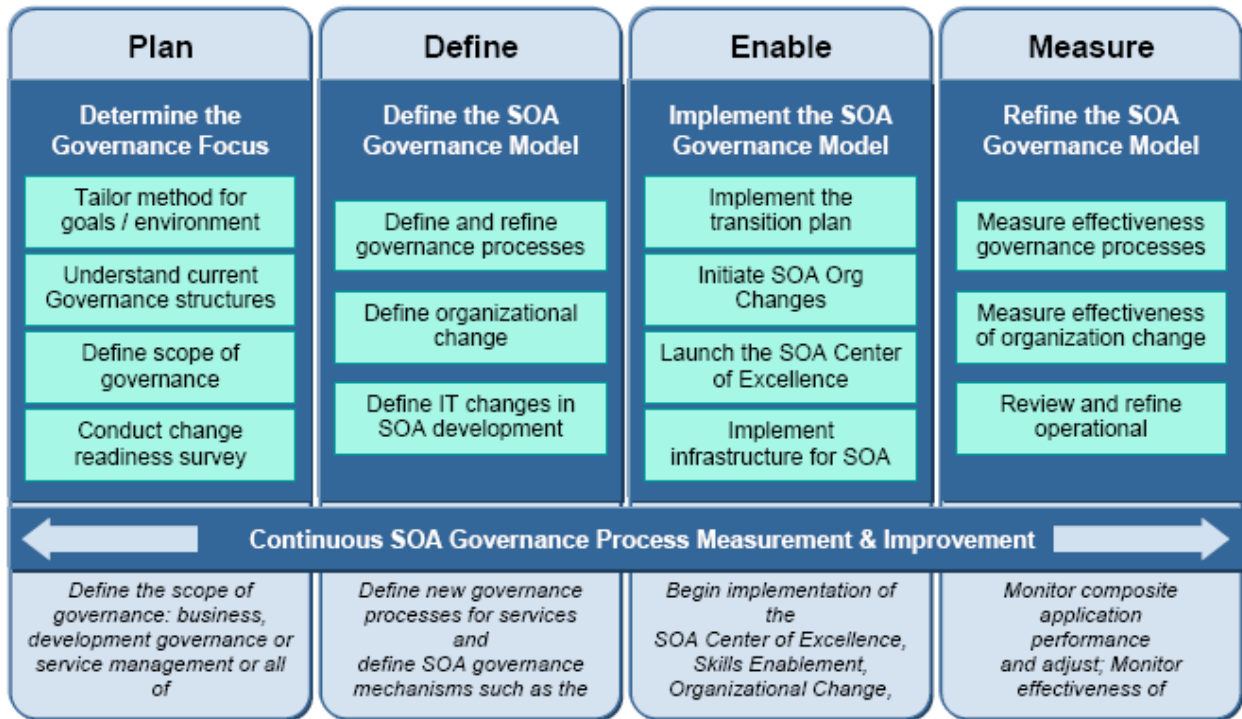 Plan
Determine the
Governance Focus
Tailor method for
goals / environment
Understand current
Governance structures
Define scope of
governance
Conduct change
readiness survey
Define
Define the SOA
Governance Model
Define and refine
governance processes
Define organizational
change
Define IT changes in
SOA development
Enable
Implement the SOA
Governance Model
Implement the
transition plan
Initiate SOA Org
Changes
Launch the SOA Center
of Excellence
Implement
infrastructure for SOA
Measure
Refine the SOA
Governance Model
Measure effectiveness
governance processes
Measure effectiveness
of organization change
Review and refine
operational
Continuous SOA Governance Process Measurement & Improvement
Define the scope of
governance: business,
development governance or
service management or all
of
Define new governance
processes for services
and
define SOA governance
mechanisms such as the
Begin implementation of
the
SOA Center of Excellence,
Skills Enablement,
Organizational Change,
Monitor composite
application
performance
and adjust; Monitor
effectiveness of